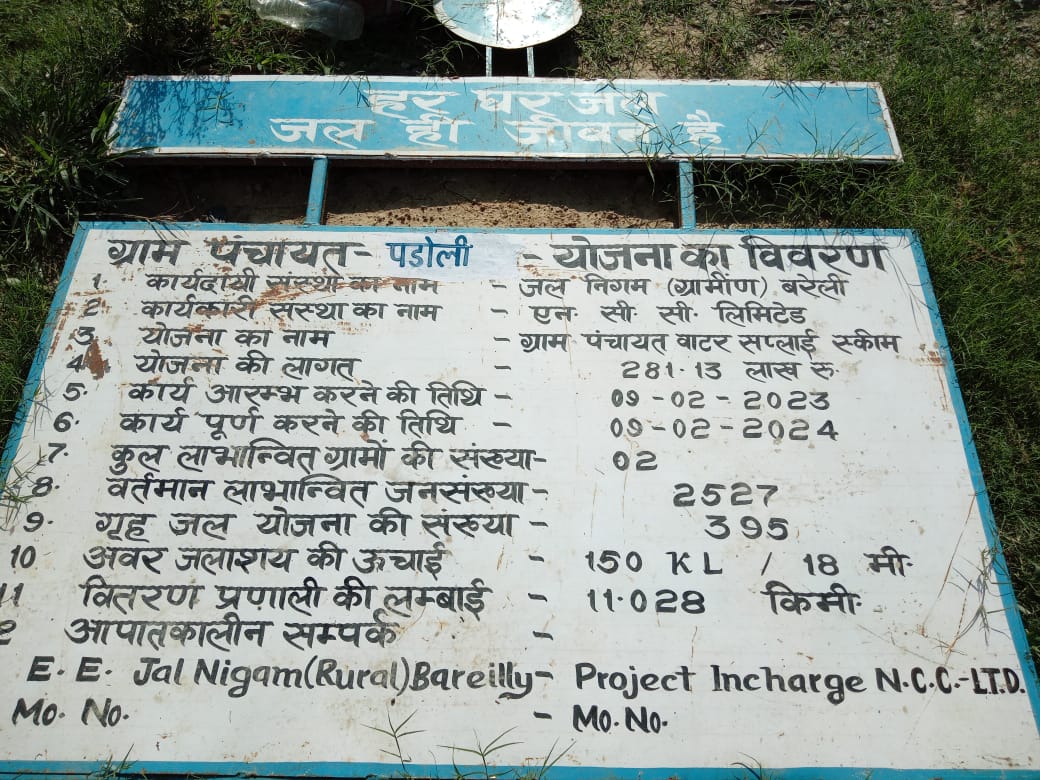 हर घर जल
जल ही जीवन है
ग्राम पंचायत- पडोली - योजना का विवरण
1. कार्यदायी संस्था का नाम - जल निगम (ग्रामींण) बरेली
2. कार्यकारी संस्था का नाम - एन. सी. सी. लिमिटेड
3. योजना का नाम - ग्राम पंचायत वाटर सप्लाई स्कीम
4. योजना की लागत - 281.13 लाख रु.
5. कार्य आरम्भ करने की तिथि - 09-02-2023
6. कार्य पूर्ण करने की तिथि - 09-02-2024
7. कुल लाभान्वित ग्रामों की संख्या- 02
8. वर्तमान लाभान्वित जनसंख्या- 2527
9. गृह जल योजना की संख्या - 395
10 अवर जलाशय की ऊचाई - 150 KL / 18 मी.
11 वितरण प्रणाली की लम्बाई - 11.028 किमी.
2 आपातकालीन सम्पर्क -
E. E. Jal Nigam(Rural)Bareilly- Project Incharge N.C.C.-LTD.
Mo. No. - Mo. No.